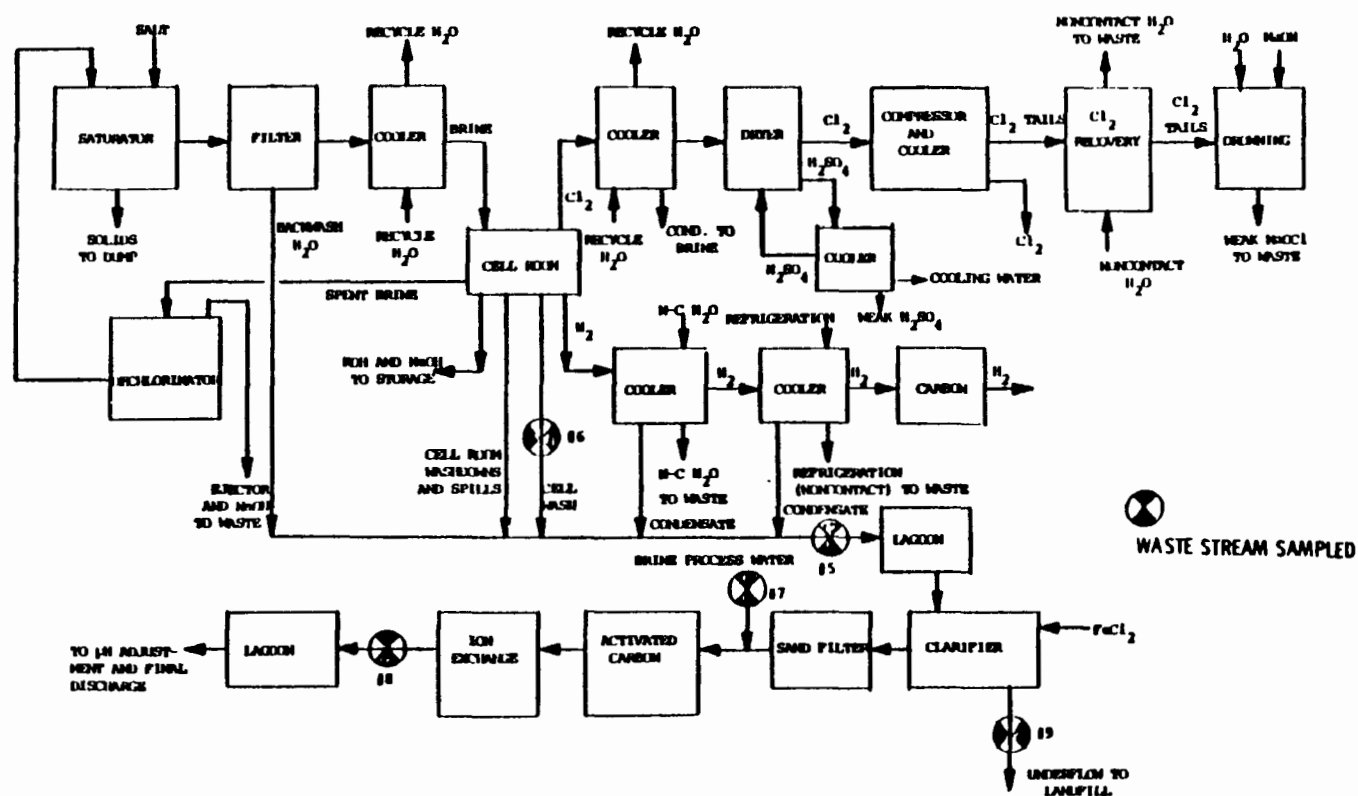 SALT
RECYCLE H2O
RECYCLE H2O
NONCONTACT H2O
TO WASTE
H2O
NaOH
SATURATOR
FILTER
COOLER
BRINE
COOLER
DRYER
Cl2
COMPRESSOR
AND
COOLER
Cl2 TAILS
Cl2
RECOVERY
Cl2
TAILS
DROWNING
H2SO4
SOLIDS
TO DUMP
BACKWASH
H2O
RECYCLE
H2O
Cl2
RECYCLE
H2O
COND. TO
BRINE
H2SO4
COOLER
COOLING WATER
WEAK H2SO4
Cl2
NONCONTACT
H2O
WEAK NaOCl
TO WASTE
CELL ROOM
SPENT BRINE
H2
N-C H2O
REFRIGERATION
DECHLORINATOR
KOH AND NaOH
TO STORAGE
COOLER
H2
COOLER
H2
CARBON
H2
#6
EJECTOR
AND NaOH
TO WASTE
CELL ROOM
WASHDOWNS
AND SPILLS
CELL
WASH
N-C H2O
TO WASTE
CONDENSATE
REFRIGERATION
(NONCONTACT) TO WASTE
CONDENSATE
#5
LAGOON
WASTE STREAM SAMPLED
BRINE PROCESS WATER
#7
TO pH ADJUST-
MENT AND FINAL
DISCHARGE
LAGOON
#8
ION
EXCHANGE
ACTIVATED
CARBON
SAND FILTER
CLARIFIER
FeCl2
#9
UNDERFLOW TO
LANDFILL